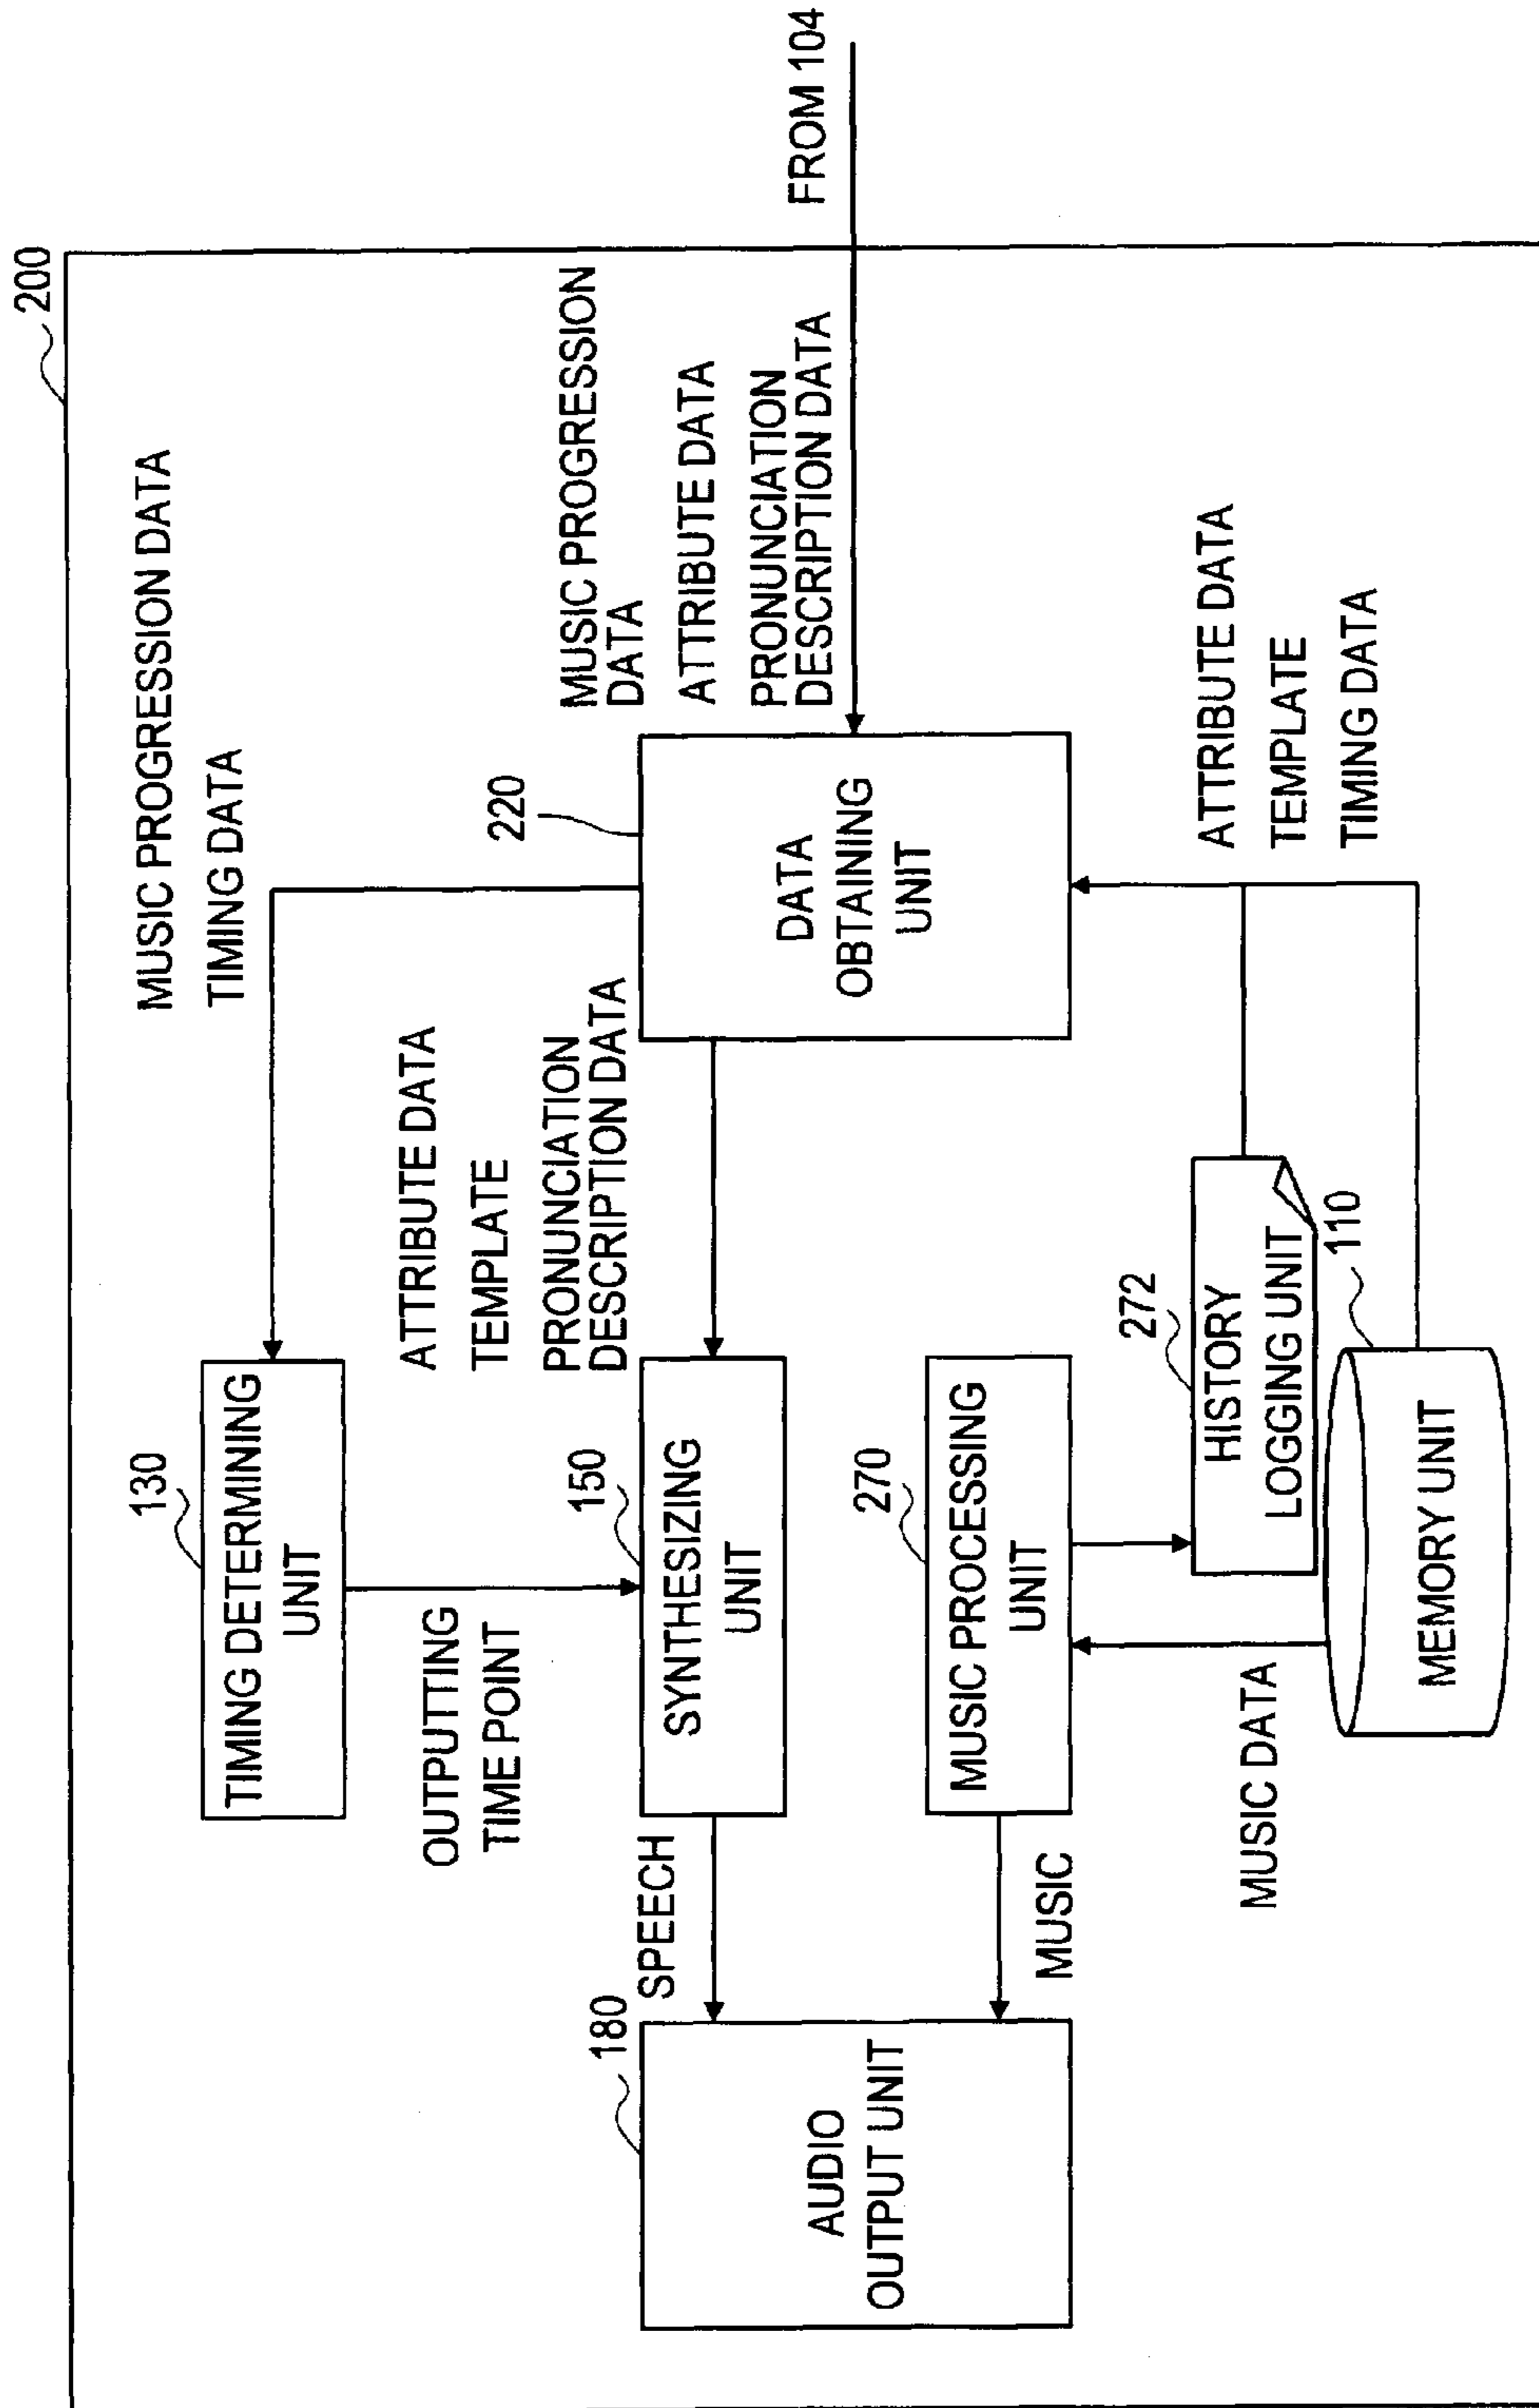 200
MUSIC PROGRESSION DATA
TIMING DATA
130
TIMING DETERMINING
UNIT
OUTPUTTING
TIME POINT
ATTRIBUTE DATA
TEMPLATE
PRONUNCIATION
DESCRIPTION DATA
220
DATA
OBTAINING
UNIT
MUSIC PROGRESSION
DATA
ATTRIBUTE DATA
PRONUNCIATION
DESCRIPTION DATA
FROM 104
180
AUDIO
OUTPUT UNIT
SPEECH
150
SYNTHESIZING
UNIT
MUSIC
270
MUSIC PROCESSING
UNIT
272
HISTORY
LOGGING UNIT
110
MEMORY UNIT
MUSIC DATA
ATTRIBUTE DATA
TEMPLATE
TIMING DATA